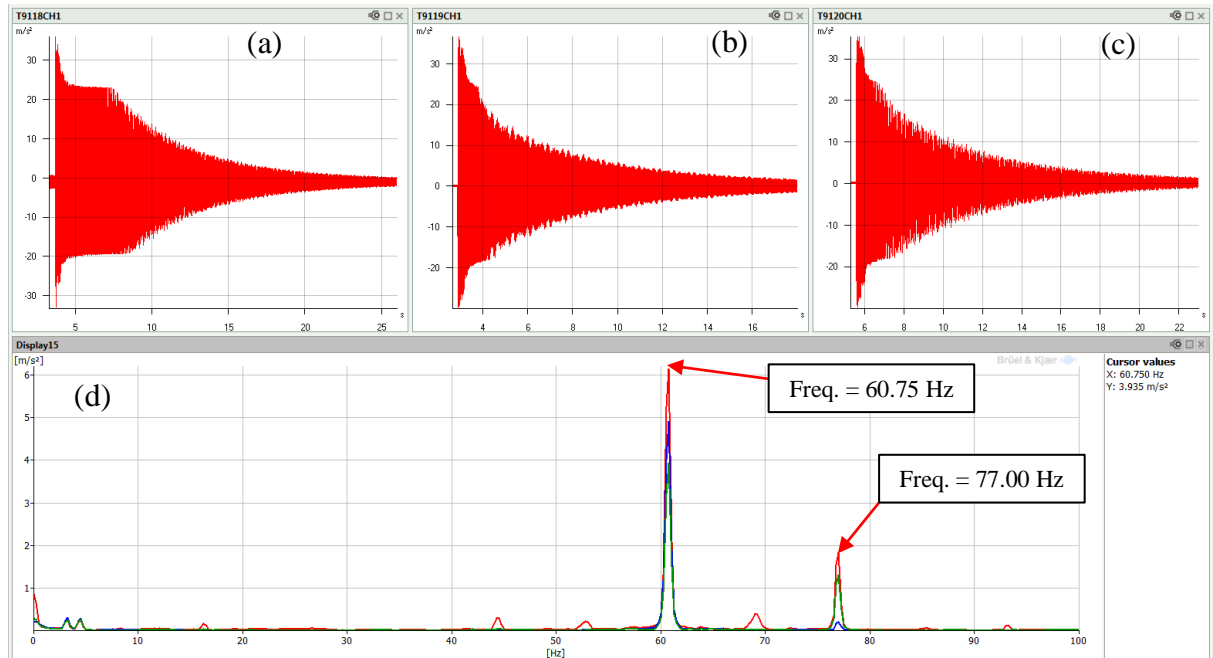 T9118CH1
m/s²
(a)
30
20
10
0
-10
-20
-30
5 10 15 20 25
s
T9119CH1
m/s²
(b)
30
20
10
0
-10
-20
4 6 8 10 12 14 16
s
T9120CH1
m/s²
(c)
30
20
10
0
-10
-20
6 8 10 12 14 16 18 20 22
s
Display15
[m/s²]
(d)
6
5
4
3
2
1
0 10 20 30 40 50 60 70 80 90 100
[Hz]
Freq. = 60.75 Hz
Freq. = 77.00 Hz
Brüel & Kjær
Cursor values
X: 60.750 Hz
Y: 3.935 m/s²